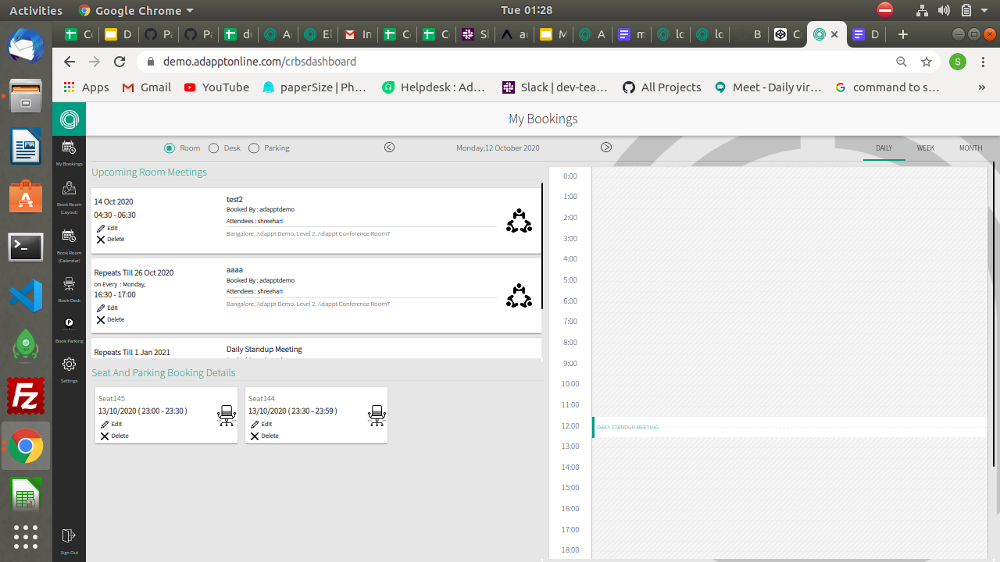 Activities
Google Chrome
Tue 01:28
demo.adapptonline.com/crbsdashboard
S
Apps
Gmail
YouTube
paperSize | Ph…
Helpdesk : Ad…
Slack | dev-tea…
All Projects
Meet - Daily vir…
command to s…
»
My Bookings
My Bookings
Book Room
(Layout)
Book Room
(Calendar)
Book Desk
Book Parking
Settings
Sign Out
Room
Desk
Parking
Monday,12 October 2020
DAILY
WEEK
MONTH
Upcoming Room Meetings
14 Oct 2020
04:30 - 06:30
Edit
Delete
test2
Booked By : adapptdemo
Attendees : shreeharI
Bangalore, Adappt Demo, Level 2, Adappt Conference Room7
Repeats Till 26 Oct 2020
on Every : Monday,
16:30 - 17:00
Edit
Delete
aaaa
Booked By : adapptdemo
Attendees : shreeharI
Bangalore, Adappt Demo, Level 2, Adappt Conference Room7
Repeats Till 1 Jan 2021
Daily Standup Meeting
Seat And Parking Booking Details
Seat145
13/10/2020 ( 23:00 - 23:30 )
Edit
Delete
Seat144
13/10/2020 ( 23:30 - 23:59 )
Edit
Delete
0:00
1:00
2:00
3:00
4:00
5:00
6:00
7:00
8:00
9:00
10:00
11:00
12:00
DAILY STANDUP MEETING
13:00
14:00
15:00
16:00
17:00
18:00